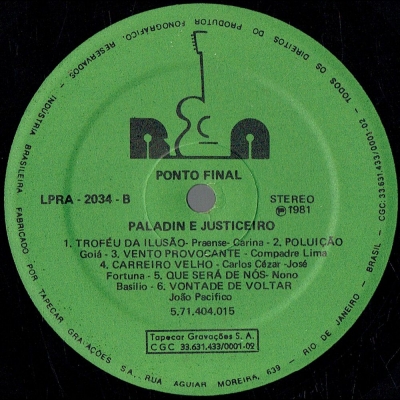 TODOS OS DIREITOS DO PRODUTOR FONOGRÁFICO. RESERVADOS - INDÚSTRIA BRASILEIRA FABRICADO POR TAPECAR GRAVAÇÕES S.A., RUA AGUIAR MOREIRA, 639 - RIO DE JANEIRO - BRASIL - CGC. 33.631.433/0001-02 -
RGA
PONTO FINAL
LPRA - 2034 - B
STEREO
℗ 1981
PALADIN E JUSTICEIRO
1. TROFÉU DA ILUSÃO- Praense- Carina - 2. POLUIÇÃO
Goiá - 3. VENTO PROVOCANTE - Compadre Lima
4. CARREIRO VELHO - Carlos Cézar -José
Fortuna - 5. QUE SERÁ DE NÓS- Nono
Basilio - 6. VONTADE DE VOLTAR
João Pacífico
5.71.404.015
Tapecar Gravações S. A.
CGC 33.631.433/0001-02